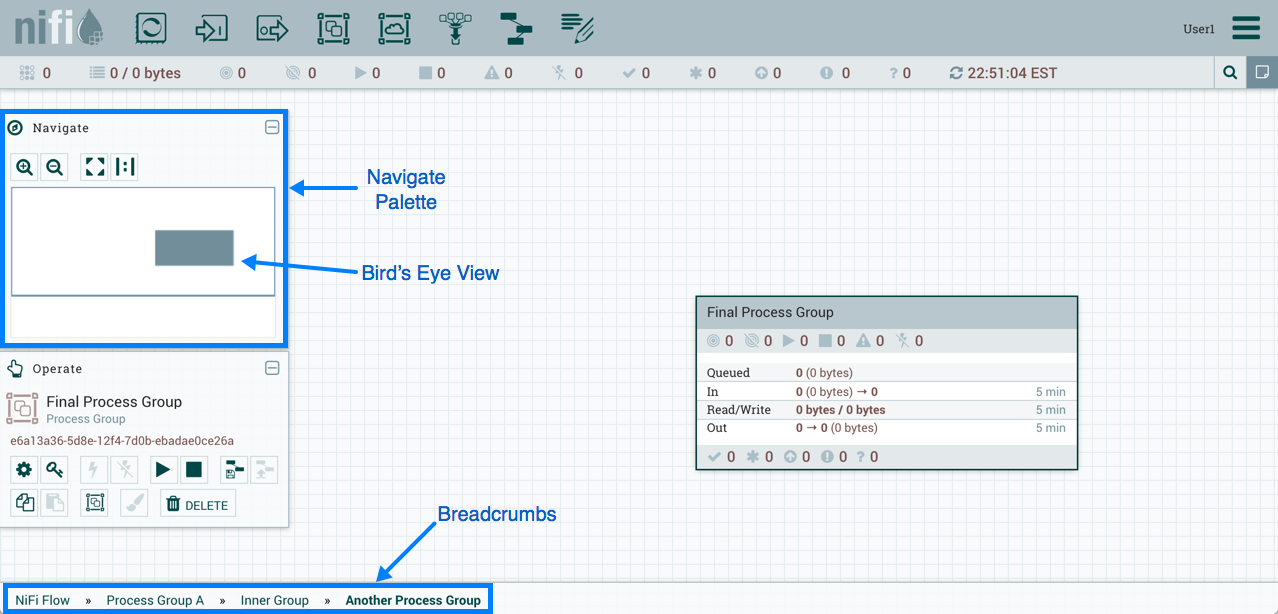 nifi
User1
0 0 / 0 bytes 0 0 0 0 0 0 0 0 0 0 ? 0 22:51:04 EST
Navigate
Navigate
Palette
Bird's Eye View
Operate
Final Process Group
Process Group
e6a13a36-5d8e-12f4-7d0b-ebadae0ce26a
DELETE
Final Process Group
0 0 0 0 0 0
Queued 0 (0 bytes)
In 0 (0 bytes) → 0 5 min
Read/Write 0 bytes / 0 bytes 5 min
Out 0 → 0 (0 bytes) 5 min
0 0 0 0 ? 0
Breadcrumbs
NiFi Flow » Process Group A » Inner Group » Another Process Group